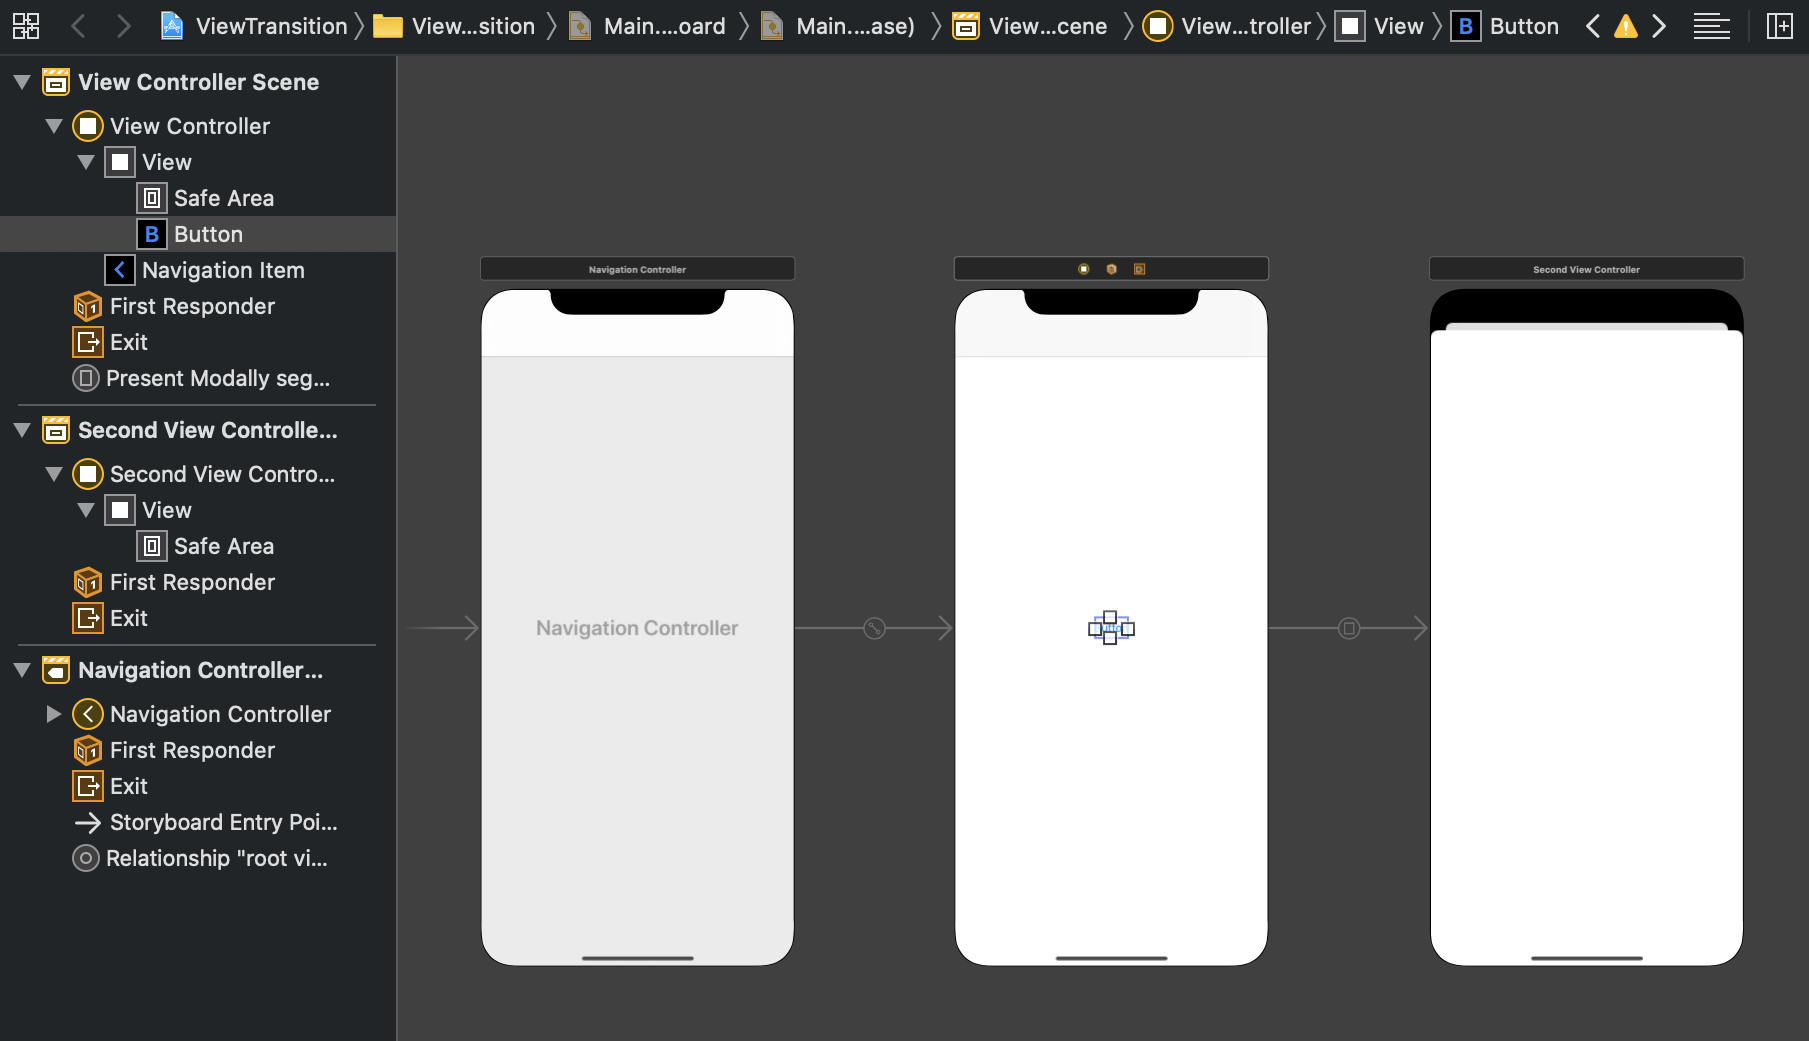 ViewTransition View...sition Main....oard Main....ase) View...cene View...troller View B Button
View Controller Scene
View Controller
View
Safe Area
B Button
Navigation Item
First Responder
Exit
Present Modally seg...
Second View Controlle...
Second View Contro...
View
Safe Area
First Responder
Exit
Navigation Controller...
Navigation Controller
First Responder
Exit
Storyboard Entry Poi...
Relationship "root vi...
Navigation Controller
Navigation Controller
Second View Controller